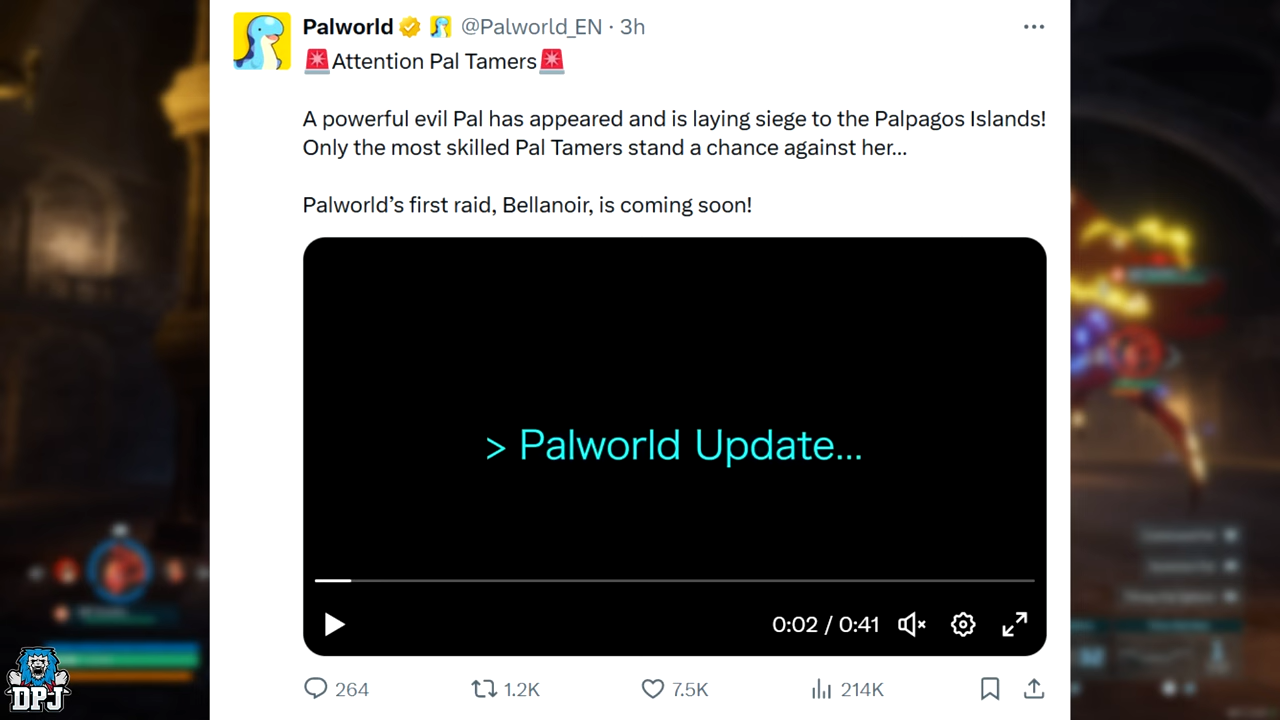 Palworld @Palworld_EN · 3h
🚨Attention Pal Tamers🚨
A powerful evil Pal has appeared and is laying siege to the Palpagos Islands!
Only the most skilled Pal Tamers stand a chance against her...
Palworld’s first raid, Bellanoir, is coming soon!
> Palworld Update...
0:02 / 0:41
264 1.2K 7.5K 214K
DPJ